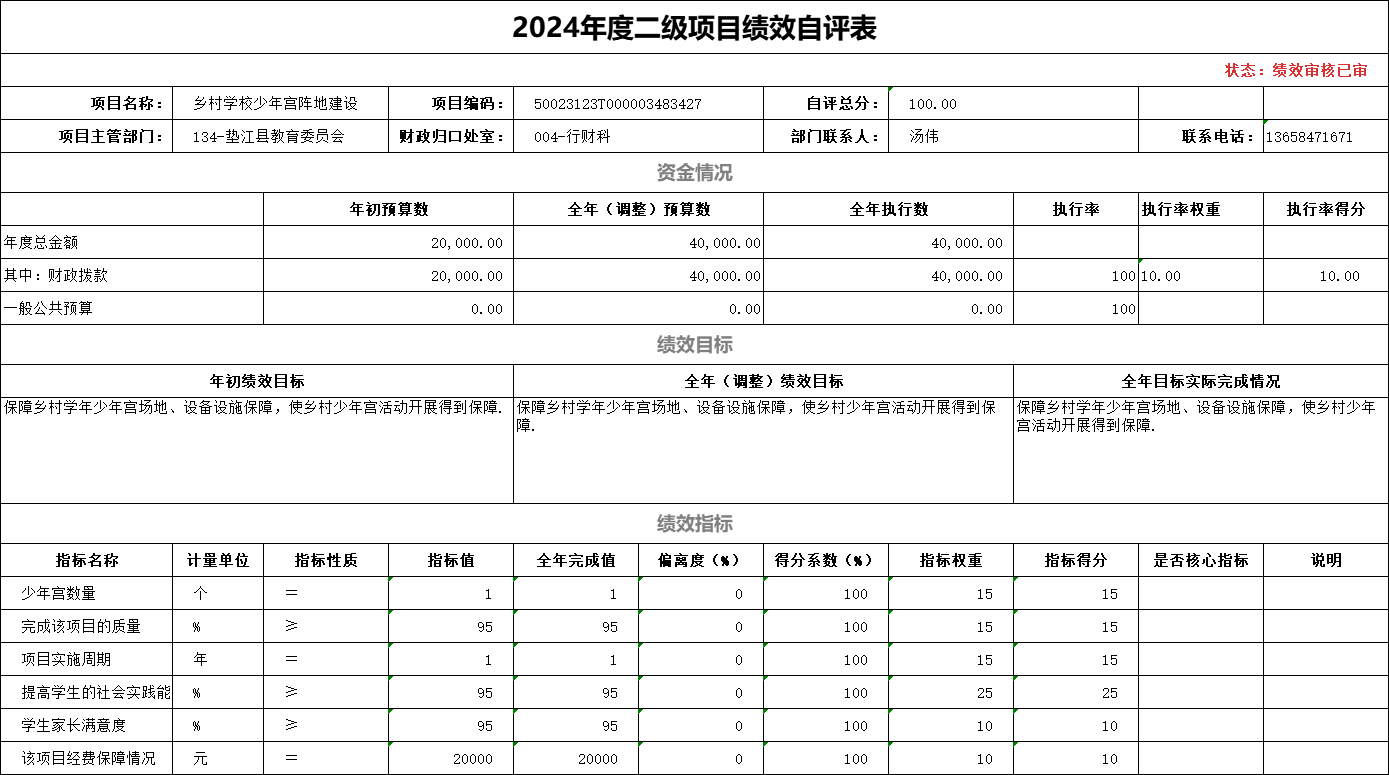 2024年度二级项目绩效自评表
状态：绩效审核已审
项目名称： 乡村学校少年宫阵地建设 项目编码： 50023123T000003483427 自评总分： 100.00
项目主管部门： 134-垫江县教育委员会 财政归口处室： 004-行财科 部门联系人： 汤伟 联系电话： 13658471671
资金情况
年初预算数 全年（调整）预算数 全年执行数 执行率 执行率权重 执行率得分
年度总金额 20,000.00 40,000.00 40,000.00
其中：财政拨款 20,000.00 40,000.00 40,000.00 100 10.00 10.00
一般公共预算 0.00 0.00 0.00 100
绩效目标
年初绩效目标 全年（调整）绩效目标 全年目标实际完成情况
保障乡村学年少年宫场地、设备设施保障，使乡村少年宫活动开展得到保障.
保障乡村学年少年宫场地、设备设施保障，使乡村少年宫活动开展得到保
障.
保障乡村学年少年宫场地、设备设施保障，使乡村少年
宫活动开展得到保障.
绩效指标
指标名称 计量单位 指标性质 指标值 全年完成值 偏离度（%） 得分系数（%） 指标权重 指标得分 是否核心指标 说明
少年宫数量 个 ＝ 1 1 0 100 15 15
完成该项目的质量 % ≥ 95 95 0 100 15 15
项目实施周期 年 ＝ 1 1 0 100 15 15
提高学生的社会实践能 % ≥ 95 95 0 100 25 25
学生家长满意度 % ≥ 95 95 0 100 10 10
该项目经费保障情况 元 ＝ 20000 20000 0 100 10 10